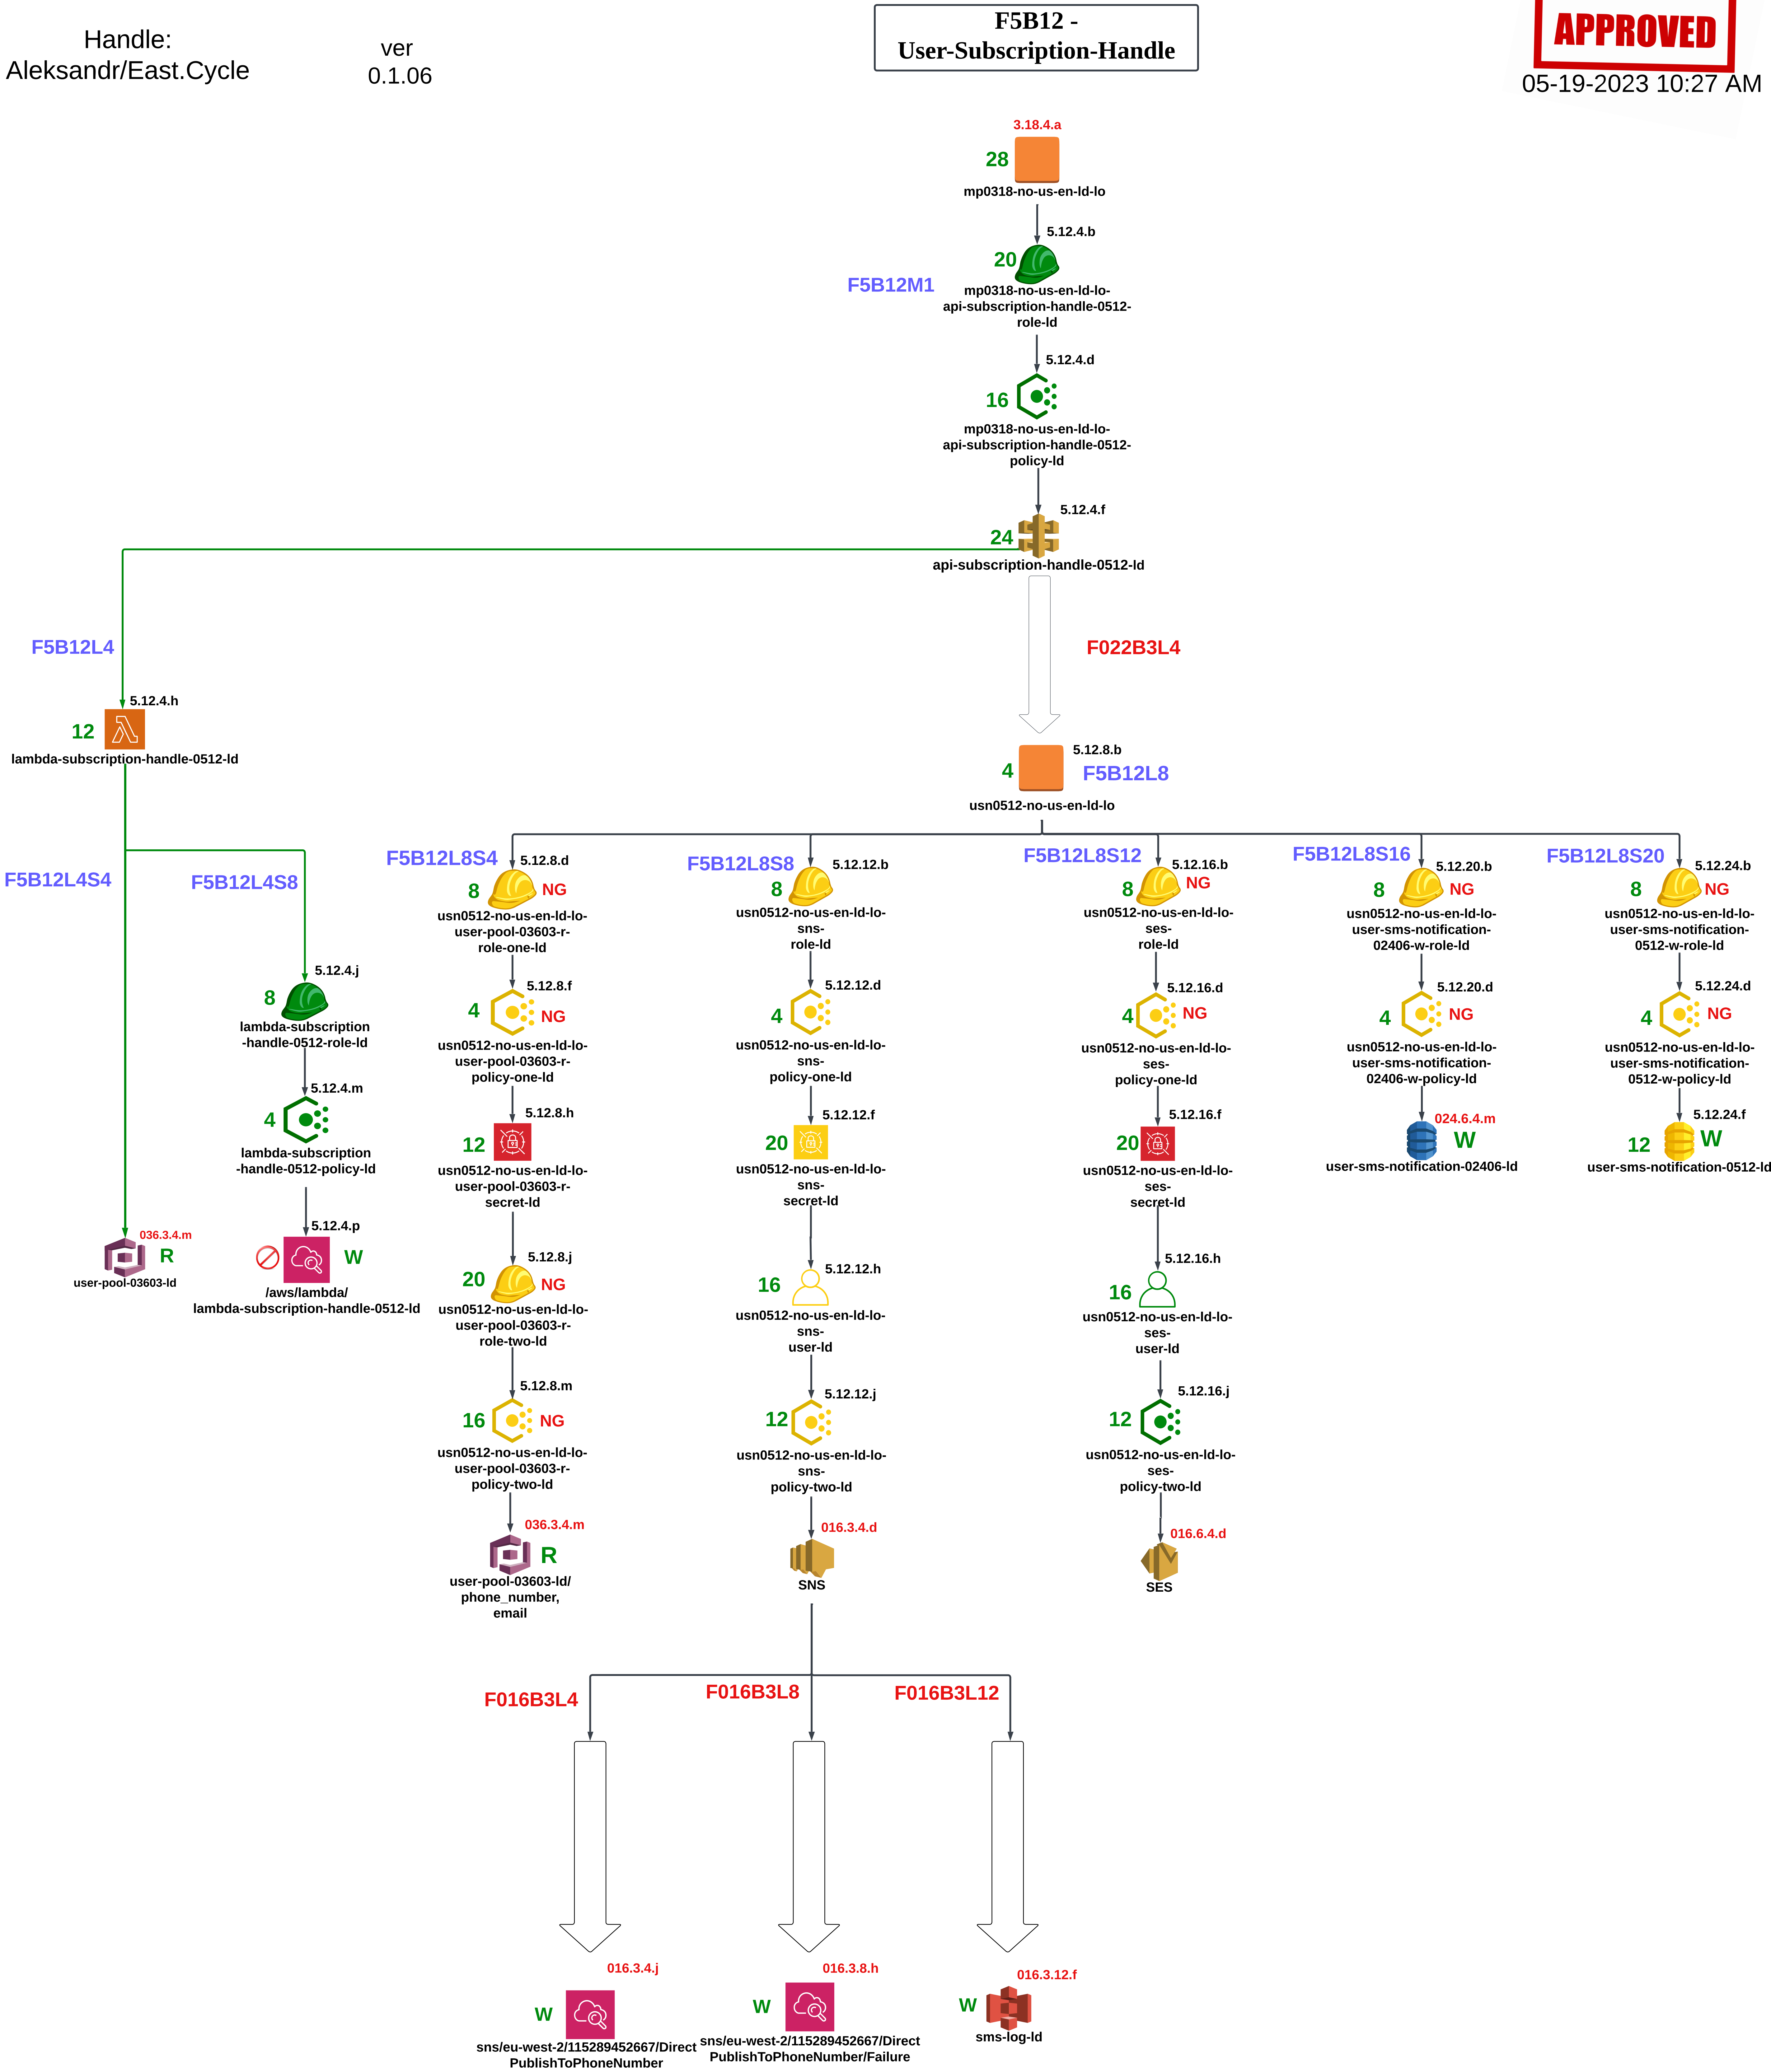 Handle:
Aleksandr/East.Cycle
ver
0.1.06
F5B12 -
User-Subscription-Handle
APPROVED
05-19-2023 10:27 AM
3.18.4.a
28
mp0318-no-us-en-ld-lo
5.12.4.b
20
F5B12M1
mp0318-no-us-en-ld-lo-
api-subscription-handle-0512-
role-ld
5.12.4.d
16
mp0318-no-us-en-ld-lo-
api-subscription-handle-0512-
policy-ld
5.12.4.f
24
api-subscription-handle-0512-ld
F5B12L4
F022B3L4
5.12.4.h
12
lambda-subscription-handle-0512-ld
5.12.8.b
4
F5B12L8
usn0512-no-us-en-ld-lo
F5B12L4S4
F5B12L4S8
5.12.4.j
8
lambda-subscription
-handle-0512-role-ld
5.12.4.m
4
lambda-subscription
-handle-0512-policy-ld
5.12.4.p
W
/aws/lambda/
lambda-subscription-handle-0512-ld
036.3.4.m
R
user-pool-03603-ld
F5B12L8S4
5.12.8.d
8
NG
usn0512-no-us-en-ld-lo-
user-pool-03603-r-
role-one-ld
5.12.8.f
4
NG
usn0512-no-us-en-ld-lo-
user-pool-03603-r-
policy-one-ld
5.12.8.h
12
usn0512-no-us-en-ld-lo-
user-pool-03603-r-
secret-ld
5.12.8.j
20
NG
usn0512-no-us-en-ld-lo-
user-pool-03603-r-
role-two-ld
5.12.8.m
16
NG
usn0512-no-us-en-ld-lo-
user-pool-03603-r-
policy-two-ld
036.3.4.m
R
user-pool-03603-ld/
phone_number,
email
F5B12L8S8
5.12.12.b
8
usn0512-no-us-en-ld-lo-
sns-
role-ld
5.12.12.d
4
usn0512-no-us-en-ld-lo-
sns-
policy-one-ld
5.12.12.f
20
usn0512-no-us-en-ld-lo-
sns-
secret-ld
5.12.12.h
16
usn0512-no-us-en-ld-lo-
sns-
user-ld
5.12.12.j
12
usn0512-no-us-en-ld-lo-
sns-
policy-two-ld
016.3.4.d
SNS
F5B12L8S12
5.12.16.b
8
NG
usn0512-no-us-en-ld-lo-
ses-
role-ld
5.12.16.d
4
NG
usn0512-no-us-en-ld-lo-
ses-
policy-one-ld
5.12.16.f
20
usn0512-no-us-en-ld-lo-
ses-
secret-ld
5.12.16.h
16
usn0512-no-us-en-ld-lo-
ses-
user-ld
5.12.16.j
12
usn0512-no-us-en-ld-lo-
ses-
policy-two-ld
016.6.4.d
SES
F5B12L8S16
5.12.20.b
8
NG
usn0512-no-us-en-ld-lo-
user-sms-notification-
02406-w-role-ld
5.12.20.d
4
NG
usn0512-no-us-en-ld-lo-
user-sms-notification-
02406-w-policy-ld
024.6.4.m
W
user-sms-notification-02406-ld
F5B12L8S20
5.12.24.b
8
NG
usn0512-no-us-en-ld-lo-
user-sms-notification-
0512-w-role-ld
5.12.24.d
4
NG
usn0512-no-us-en-ld-lo-
user-sms-notification-
0512-w-policy-ld
5.12.24.f
12
W
user-sms-notification-0512-ld
F016B3L4
F016B3L8
F016B3L12
016.3.4.j
W
sns/eu-west-2/115289452667/Direct
PublishToPhoneNumber
016.3.8.h
W
sns/eu-west-2/115289452667/Direct
PublishToPhoneNumber/Failure
016.3.12.f
W
sms-log-ld